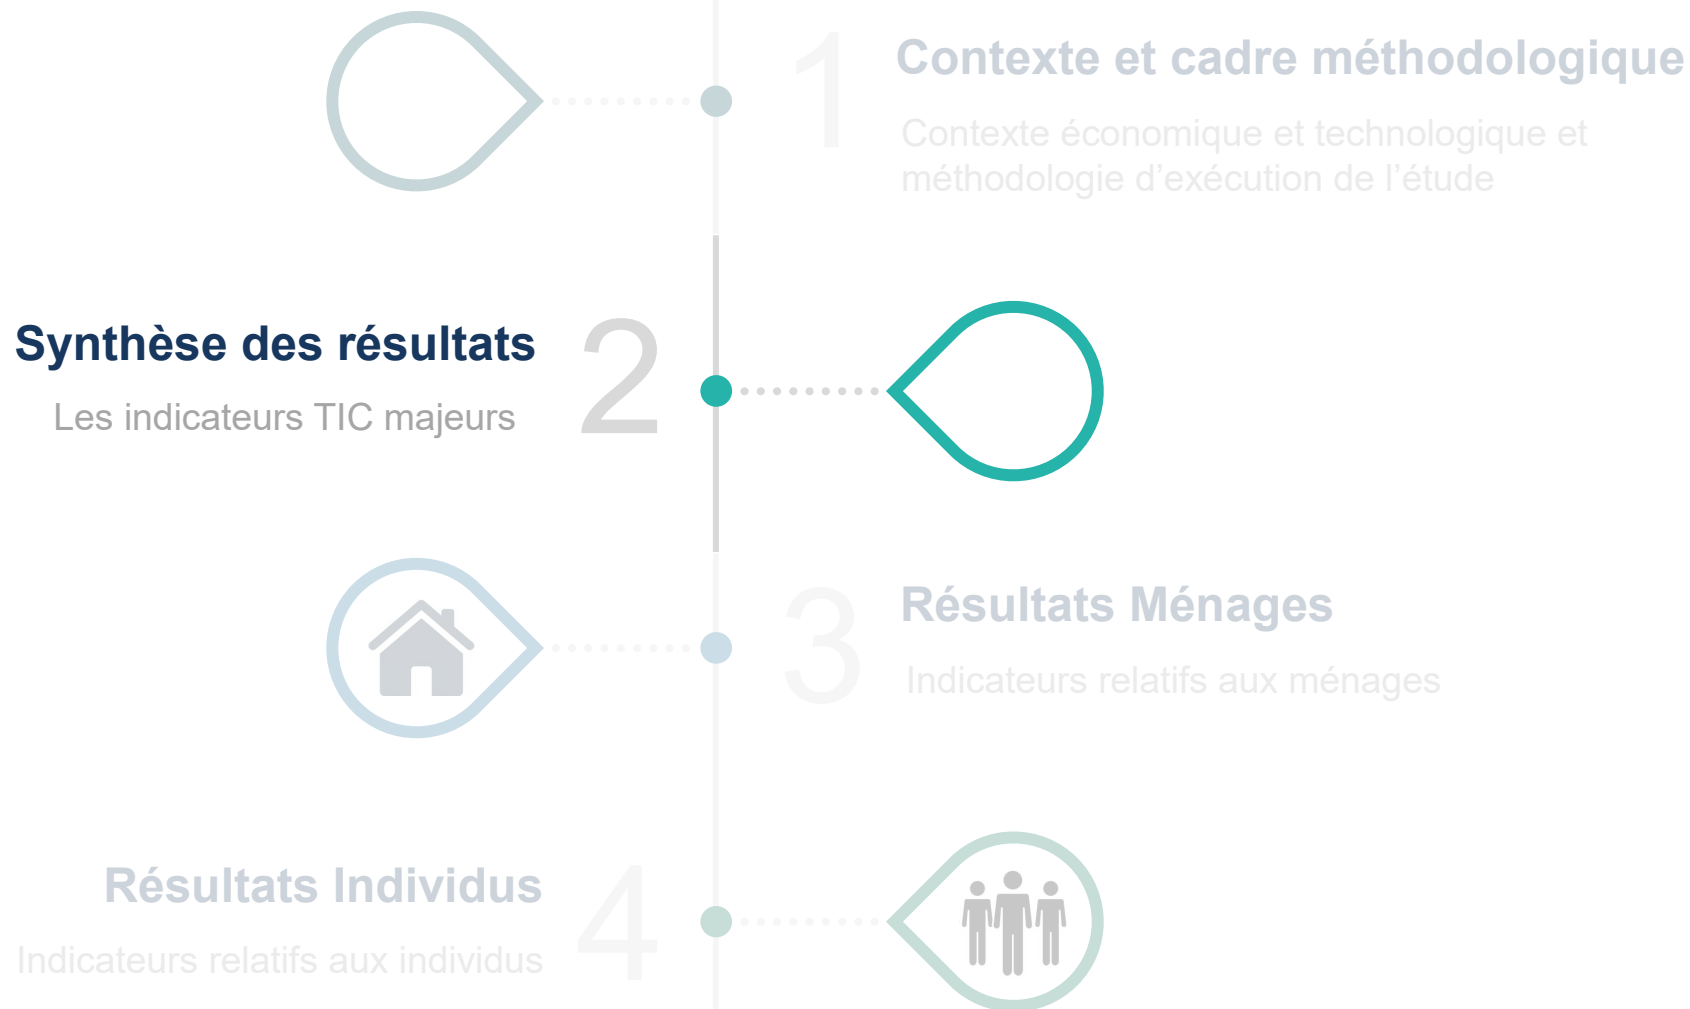 1
Contexte et cadre méthodologique
Contexte économique et technologique et
méthodologie d’exécution de l’étude
Synthèse des résultats
2
Les indicateurs TIC majeurs
3
Résultats Ménages
Indicateurs relatifs aux ménages
Résultats Individus
4
Indicateurs relatifs aux individus